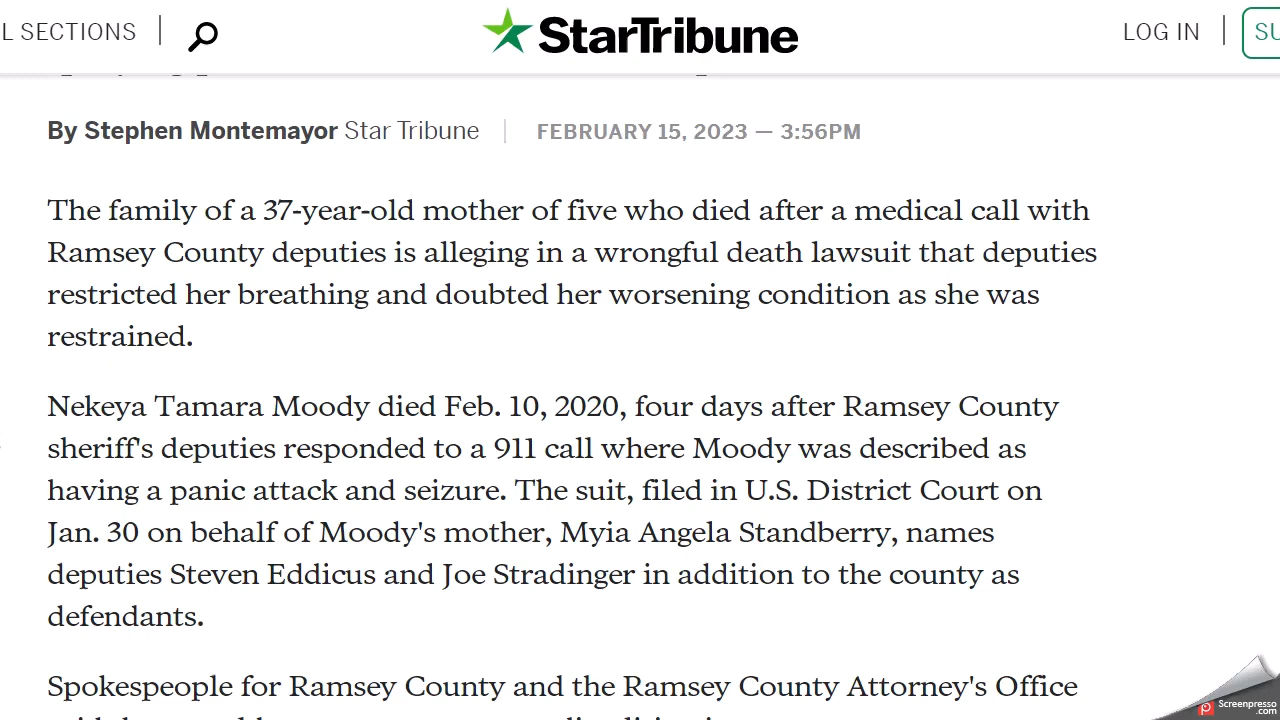 L SECTIONS
StarTribune
LOG IN
SU
By Stephen Montemayor Star Tribune
FEBRUARY 15, 2023 — 3:56PM
The family of a 37-year-old mother of five who died after a medical call with
Ramsey County deputies is alleging in a wrongful death lawsuit that deputies
restricted her breathing and doubted her worsening condition as she was
restrained.
Nekeya Tamara Moody died Feb. 10, 2020, four days after Ramsey County
sheriff's deputies responded to a 911 call where Moody was described as
having a panic attack and seizure. The suit, filed in U.S. District Court on
Jan. 30 on behalf of Moody's mother, Myia Angela Standberry, names
deputies Steven Eddicus and Joe Stradinger in addition to the county as
defendants.
Spokespeople for Ramsey County and the Ramsey County Attorney's Office
Screenpresso
.com